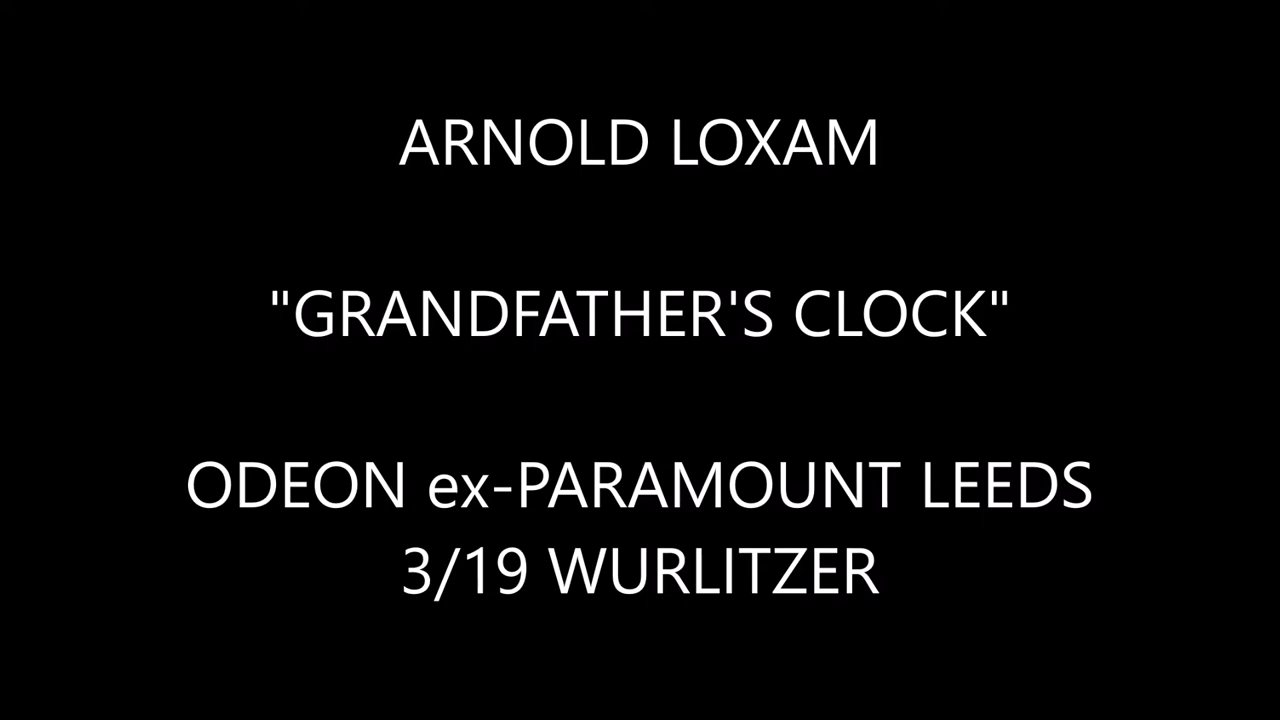 ARNOLD LOXAM
"GRANDFATHER'S CLOCK"
ODEON ex-PARAMOUNT LEEDS
3/19 WURLITZER